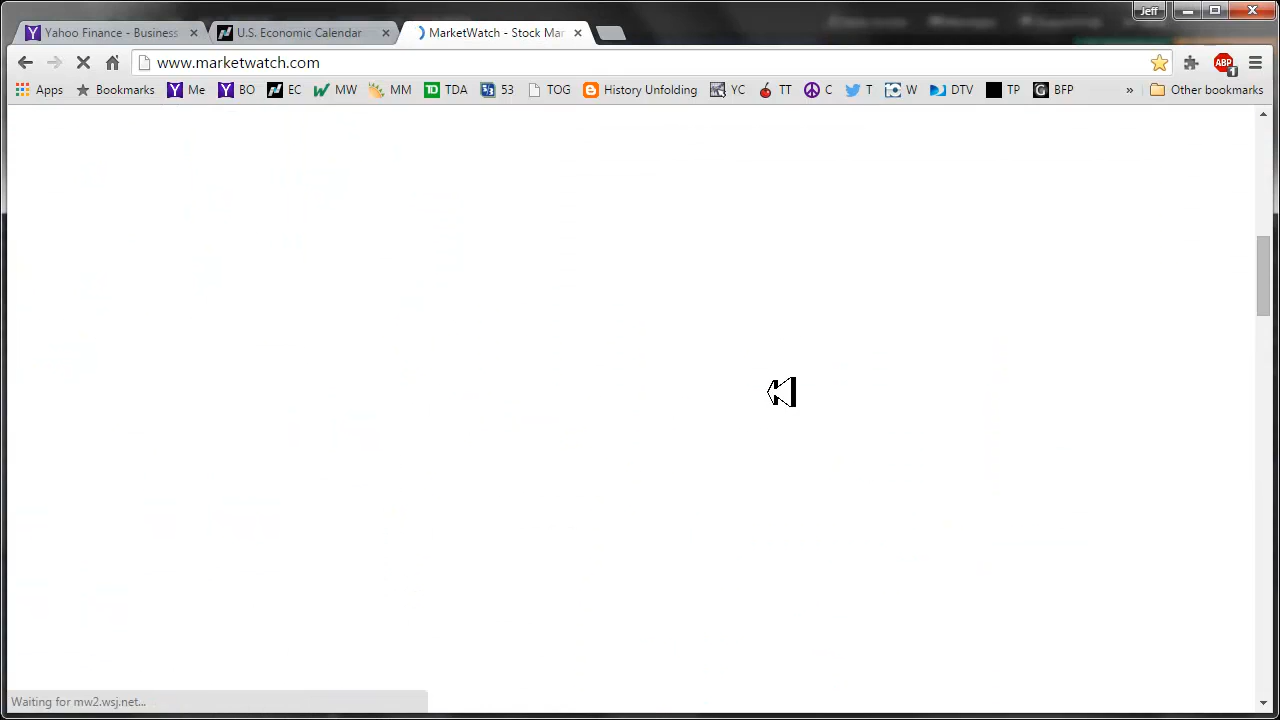 Jeff
Yahoo Finance - Business
U.S. Economic Calendar
MarketWatch - Stock Mar
www.marketwatch.com
ABP
1
Apps Bookmarks Me BO EC MW MM TDA 53 TOG History Unfolding YC TT C T W DTV TP BFP » Other bookmarks
Waiting for mw2.wsj.net...